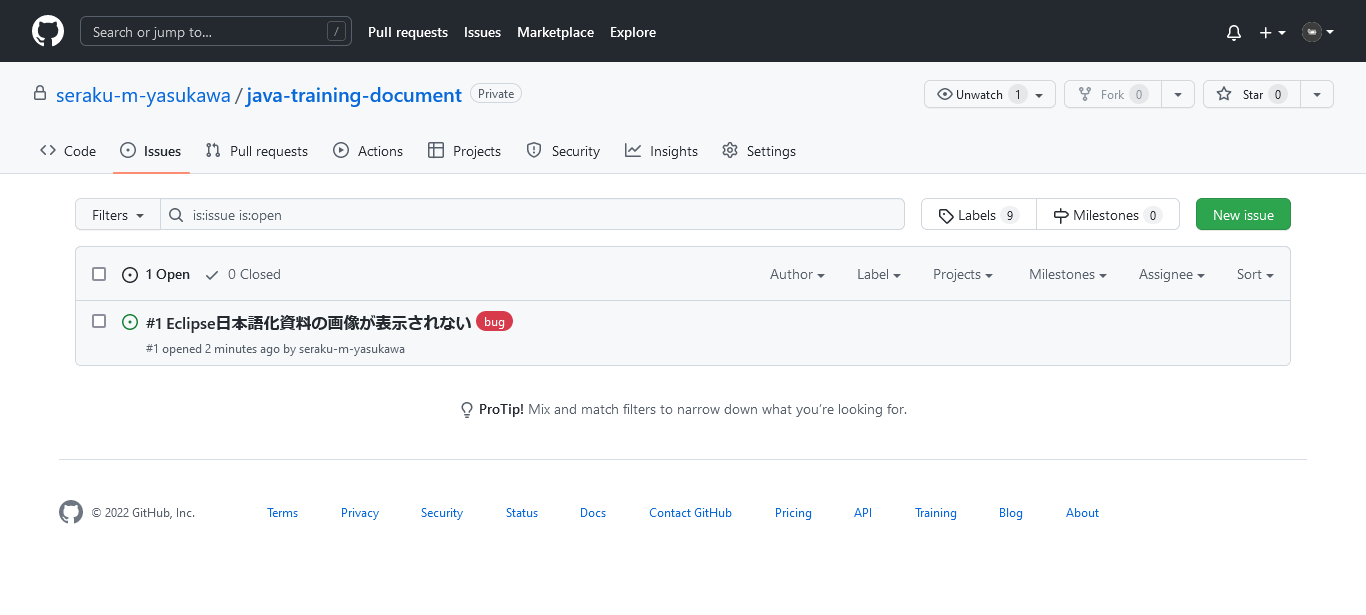 Search or jump to... /
Pull requests Issues Marketplace Explore
seraku-m-yasukawa / java-training-document Private
Unwatch 1 Fork 0 Star 0
Code Issues Pull requests Actions Projects Security Insights Settings
Filters is:issue is:open Labels 9 Milestones 0 New issue
1 Open 0 Closed Author Label Projects Milestones Assignee Sort
#1 Eclipse日本語化資料の画像が表示されない bug
#1 opened 2 minutes ago by seraku-m-yasukawa
ProTip! Mix and match filters to narrow down what you're looking for.
© 2022 GitHub, Inc. Terms Privacy Security Status Docs Contact GitHub Pricing API Training Blog About